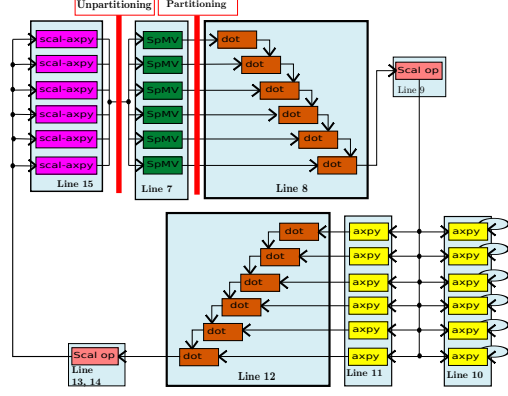 Unpartitioning Partitioning
scal-axpy SpMV dot
scal-axpy SpMV dot
scal-axpy SpMV dot
scal-axpy SpMV dot
scal-axpy SpMV dot
scal-axpy SpMV dot
Line 15 Line 7 Line 8
Scal op
Line 9
dot axpy axpy
dot axpy axpy
dot axpy axpy
dot axpy axpy
dot axpy axpy
dot axpy axpy
Line 12 Line 11 Line 10
Scal op
Line
13, 14